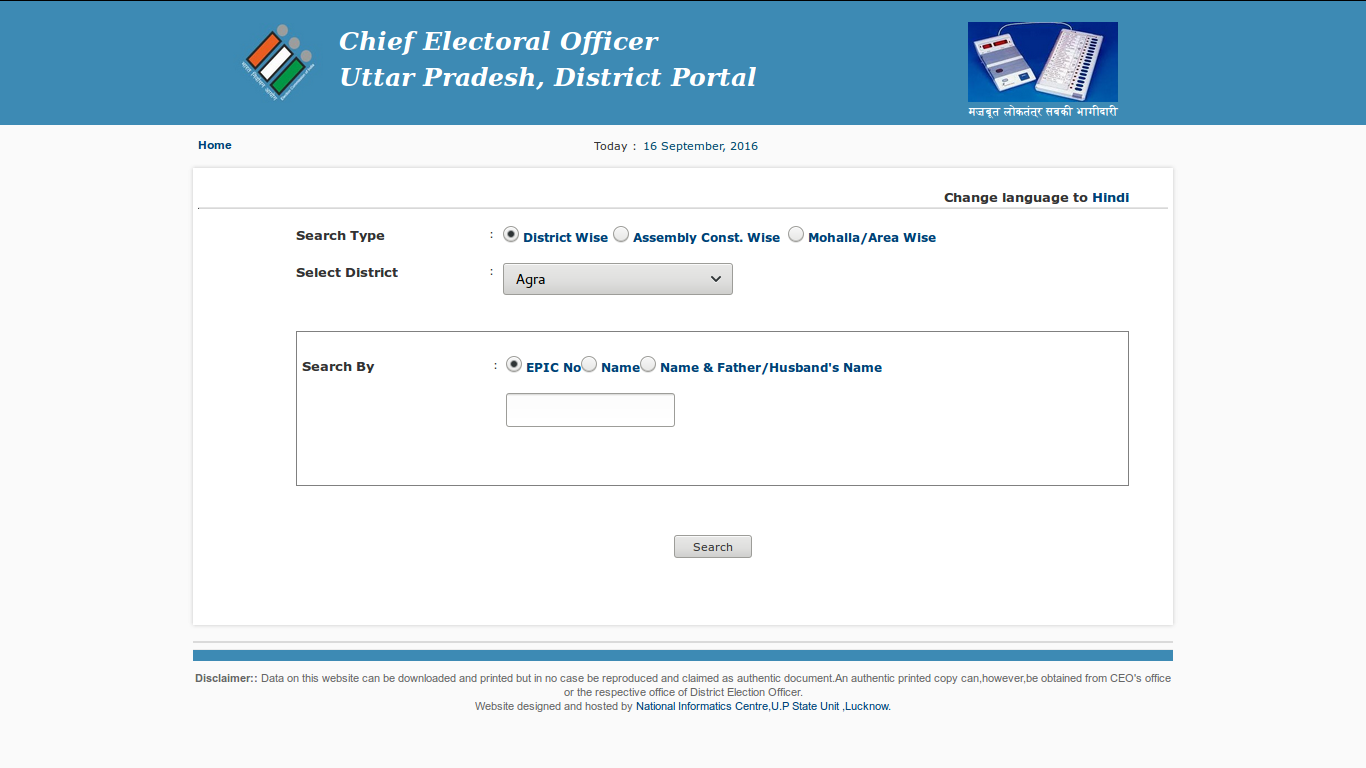 Chief Electoral Officer
Uttar Pradesh, District Portal
मजबूत लोकतंत्र सबकी भागीदारी
Home
Today : 16 September, 2016
Change language to Hindi
Search Type : District Wise Assembly Const. Wise Mohalla/Area Wise
Select District : Agra
Search By : EPIC No Name Name & Father/Husband's Name
Search
Disclaimer:: Data on this website can be downloaded and printed but in no case be reproduced and claimed as authentic document.An authentic printed copy can,however,be obtained from CEO's office
or the respective office of District Election Officer.
Website designed and hosted by National Informatics Centre,U.P State Unit ,Lucknow.